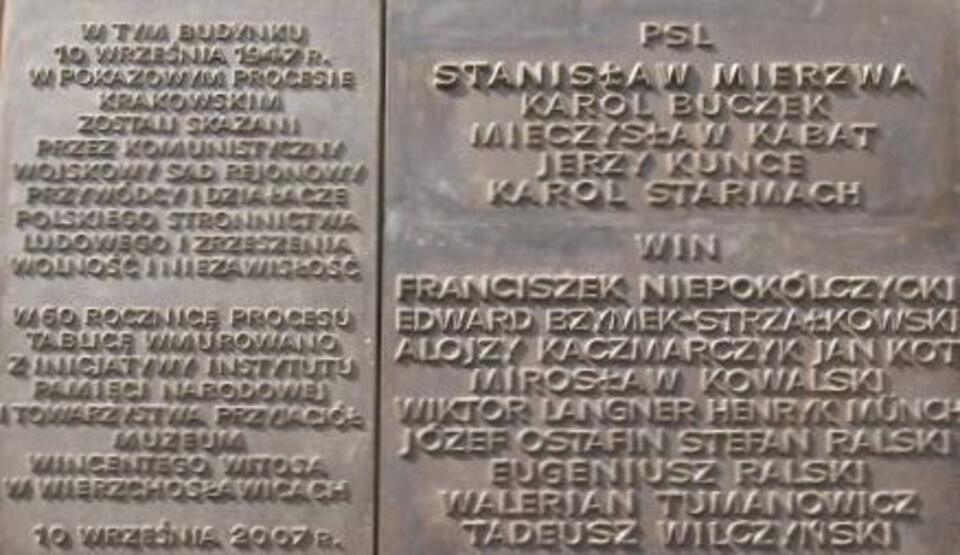 W TYM BUDYNKU
10 WRZEŚNIA 1947 R.
W POKAZOWYM PROCESIE
KRAKOWSKIM
ZOSTALI SKAZANI
PRZEZ KOMUNISTYCZNY
WOJSKOWY SĄD REJONOWY
PRZYWÓDCY I DZIAŁACZE
POLSKIEGO STRONNICTWA
LUDOWEGO I ZRZESZENIA
WOLNOŚĆ I NIEZAWISŁOŚĆ
W 60 ROCZNICĘ PROCESU
TABLICĘ WMUROWANO
Z INICJATYWY INSTYTUTU
PAMIĘCI NARODOWEJ
I TOWARZYSTWA PRZYJACIÓŁ
MUZEUM
WINCENTEGO WITOSA
W WIERZCHOSŁAWICACH
10 WRZEŚNIA 2007 R.
PSL
STANISŁAW MIERZWA
KAROL BUCZEK
MIECZYSŁAW KABAT
JERZY KUNCE
KAROL STARMACH
WIN
FRANCISZEK NIEPOKÓLCZYCKI
EDWARD BZYMEK-STRZAŁKOWSKI
ALOJZY KACZMARCZYK JAN KOT
MIROSŁAW KOWALSKI
WIKTOR LANGNER HENRYK MÜNCH
JÓZEF OSTAFIN STEFAN RALSKI
EUGENIUSZ RALSKI
WALERIAN TUMANOWICZ
TADEUSZ WILCZYŃSKI